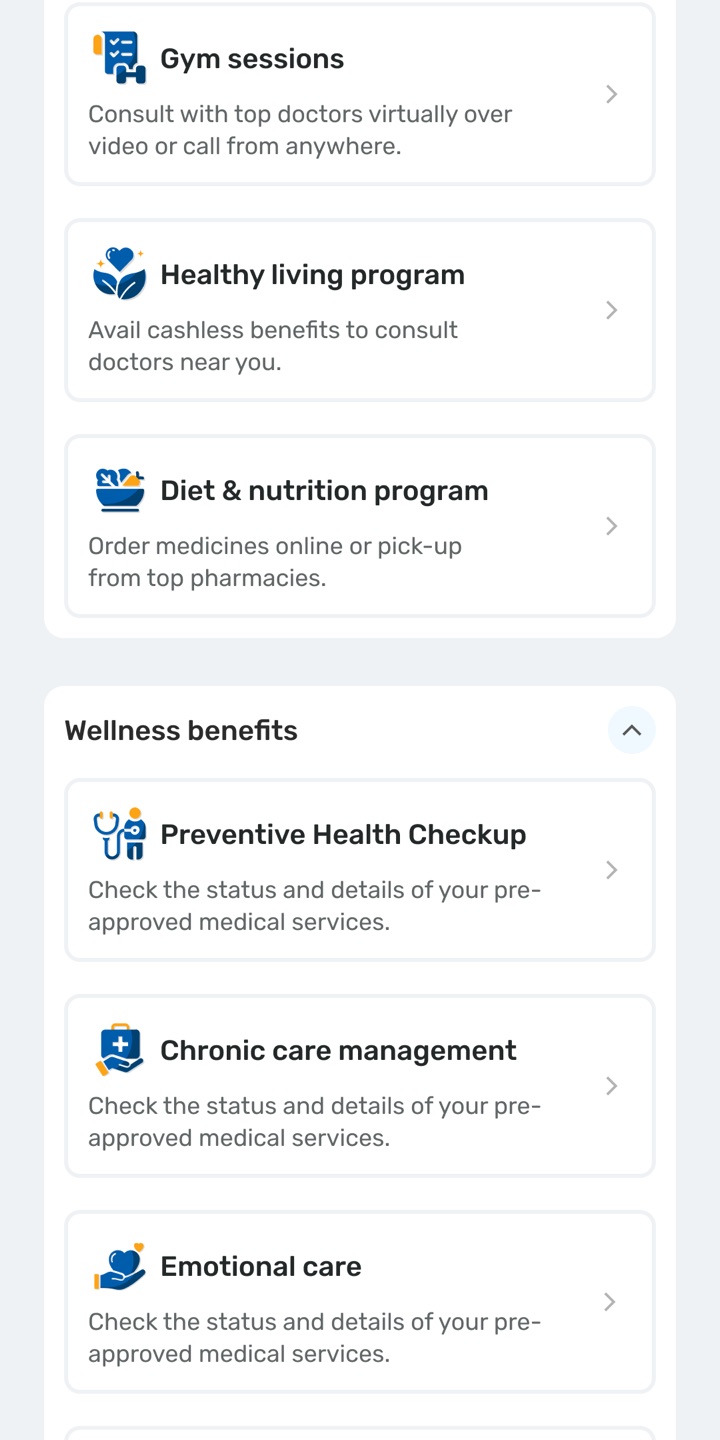 Gym sessions
Consult with top doctors virtually over
video or call from anywhere.
Healthy living program
Avail cashless benefits to consult
doctors near you.
Diet & nutrition program
Order medicines online or pick-up
from top pharmacies.
Wellness benefits
Preventive Health Checkup
Check the status and details of your pre-
approved medical services.
Chronic care management
Check the status and details of your pre-
approved medical services.
Emotional care
Check the status and details of your pre-
approved medical services.